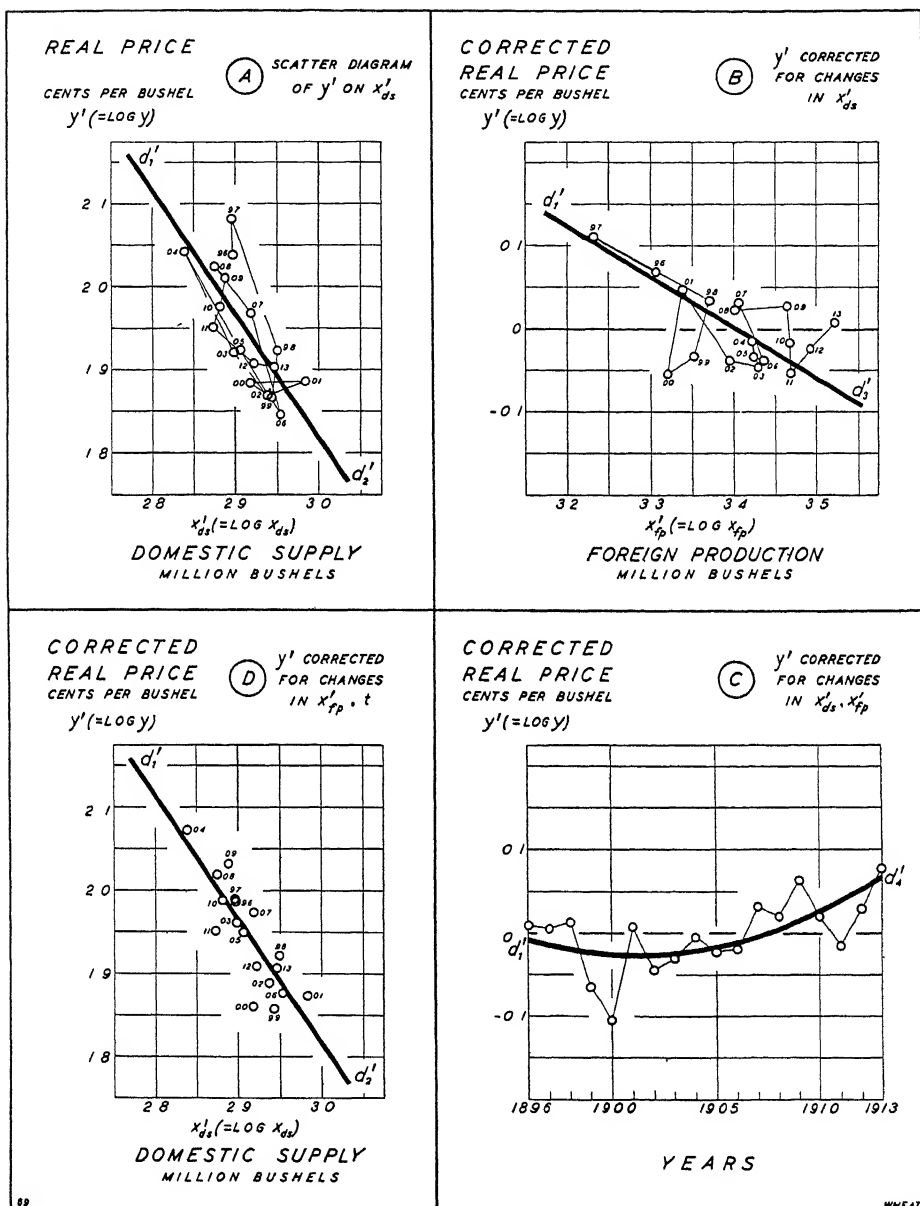 REAL PRICE
CENTS PER BUSHEL
y' (=LOG y)
A
SCATTER DIAGRAM
OF y' ON x'ds
d'1
2 1
2 0
1 9
1 8
97
96
04
08
09
10
07
11
05
03
98
12
13
00
01
02
99
06
d'2
2 8
2 9
3 0
x'ds (=LOG xds)
DOMESTIC SUPPLY
MILLION BUSHELS
CORRECTED
REAL PRICE
CENTS PER BUSHEL
y' (=LOG y)
B
y' CORRECTED
FOR CHANGES
IN x'ds
d'1
0 1
0
-0 1
97
96
01
98
07
08
09
13
04
10
05
12
00
99
02
03
06
11
d'3
3 2
3 3
3 4
3 5
x'fp (=LOG xfp)
FOREIGN PRODUCTION
MILLION BUSHELS
CORRECTED
REAL PRICE
CENTS PER BUSHEL
y' (=LOG y)
D
y' CORRECTED
FOR CHANGES
IN x'fp, t
d'1
2 1
2 0
1 9
1 8
04
09
08
97
10
96
07
03
11
05
98
12
13
02
06
01
00
99
d'2
2 8
2 9
3 0
x'ds (=LOG xds)
DOMESTIC SUPPLY
MILLION BUSHELS
CORRECTED
REAL PRICE
CENTS PER BUSHEL
y' (=LOG y)
C
y' CORRECTED
FOR CHANGES
IN x'ds, x'fp
0 1
0
-0 1
d'1
d'4
1896
1900
1905
1910
1913
YEARS
69
WHEAT